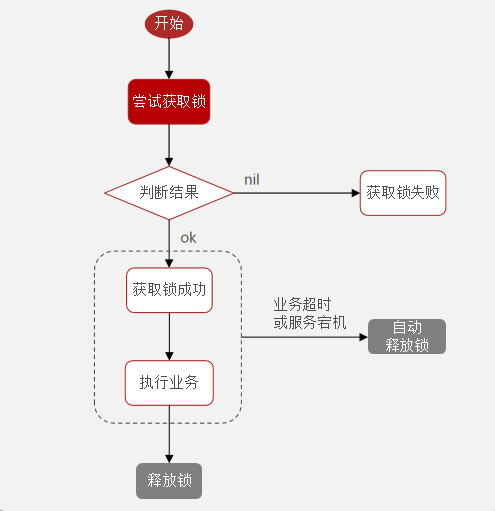 开始
尝试获取锁
判断结果
nil
获取锁失败
ok
获取锁成功
业务超时
或服务宕机
自动
释放锁
执行业务
释放锁